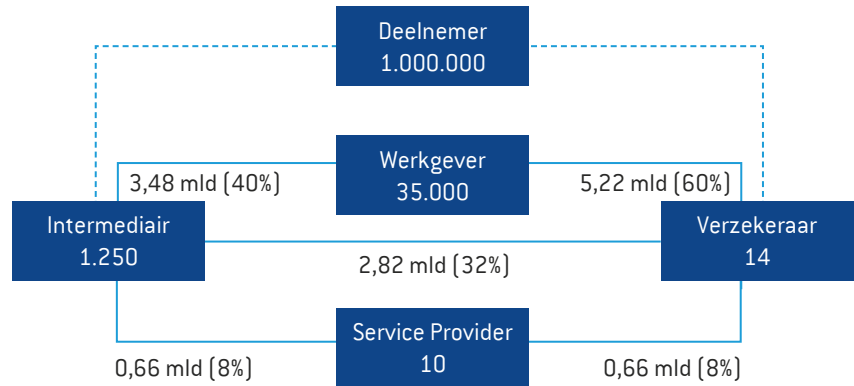 Deelnemer
1.000.000
Werkgever
35.000
3,48 mld (40%)
5,22 mld (60%)
Intermediair
1.250
Verzekeraar
14
2,82 mld (32%)
Service Provider
10
0,66 mld (8%)
0,66 mld (8%)